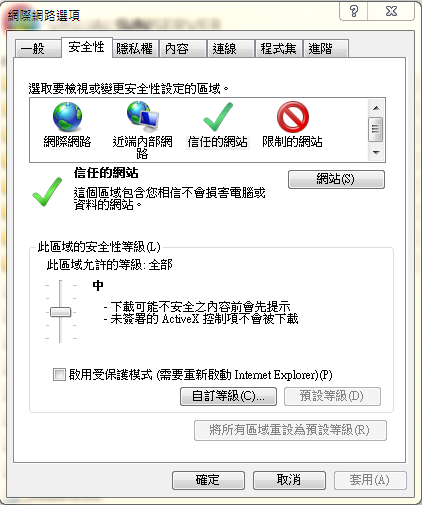 網際網路選項
一般
安全性
隱私權
內容
連線
程式集
進階
選取要檢視或變更安全性設定的區域。
網際網路
近端內部網路
信任的網站
限制的網站
信任的網站
這個區域包含您相信不會損害電腦或
資料的網站。
網站(S)
此區域的安全性等級(L)
此區域允許的等級: 全部
中
- 下載可能不安全之內容前會先提示
- 未簽署的 ActiveX 控制項不會被下載
啟用受保護模式 (需要重新啟動 Internet Explorer)(P)
自訂等級(C)...
預設等級(D)
將所有區域重設為預設等級(R)
確定
取消
套用(A)